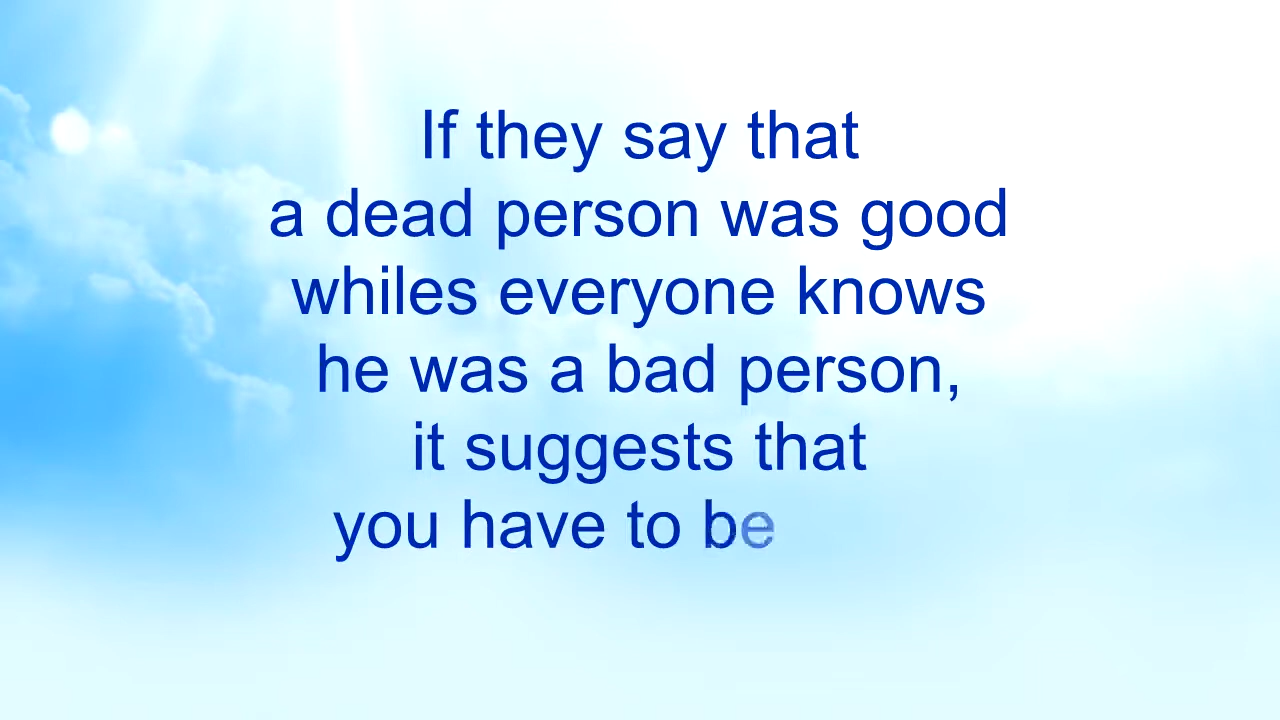 If they say that
a dead person was good
whiles everyone knows
he was a bad person,
it suggests that
you have to be